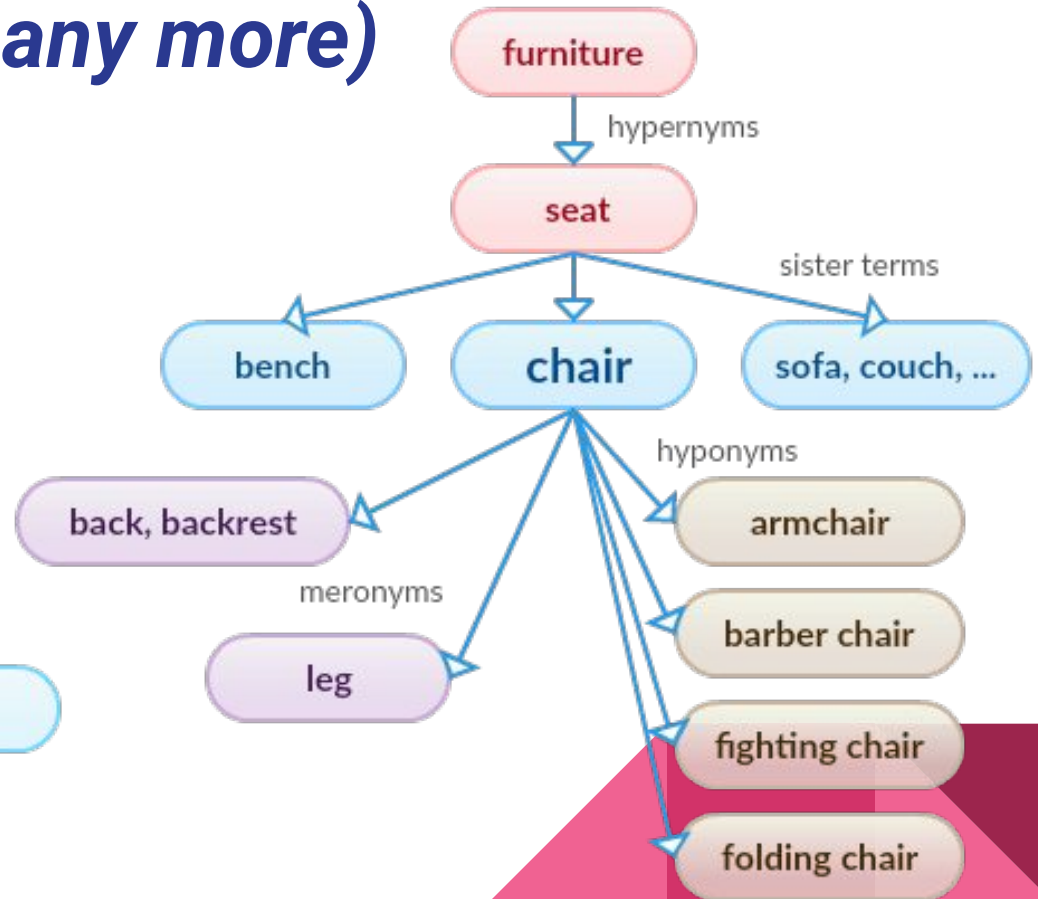 any more)
furniture
hypernyms
seat
sister terms
bench
chair
sofa, couch, ...
hyponyms
back, backrest
armchair
meronyms
barber chair
leg
fighting chair
folding chair